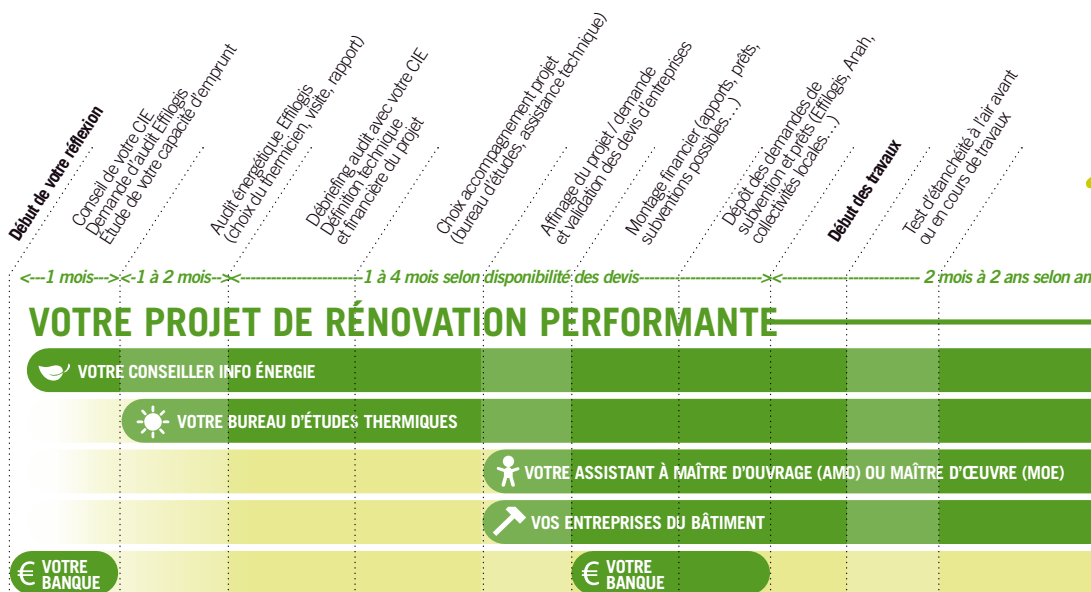 Début de votre réflexion
Conseil de votre CIE
Demande d'audit Effilogis
Étude de votre capacité d'emprunt
Audit énergétique Effilogis
(choix du thermicien, visite, rapport)
Débriefing audit avec votre CIE
Définition technique
et financière du projet
Choix accompagnement projet
(bureau d'études, assistance technique)
Affinage du projet / demande
et validation des devis d'entreprises
Montage financier (apports, prêts,
subventions possibles...)
Dépôt des demandes de
subvention et prêts (Effilogis, Anah,
collectivités locales...)
Début des travaux
Test d'étanchéité à l'air avant
ou en cours de travaux
<---1 mois---><-1 à 2 mois--><----------------------1 à 4 mois selon disponibilité des devis----------------------><------------------------- 2 mois à 2 ans selon am
VOTRE PROJET DE RÉNOVATION PERFORMANTE
VOTRE CONSEILLER INFO ÉNERGIE
VOTRE BUREAU D'ÉTUDES THERMIQUES
VOTRE ASSISTANT À MAÎTRE D'OUVRAGE (AMO) OU MAÎTRE D'ŒUVRE (MOE)
VOS ENTREPRISES DU BÂTIMENT
€ VOTRE
BANQUE
€ VOTRE
BANQUE